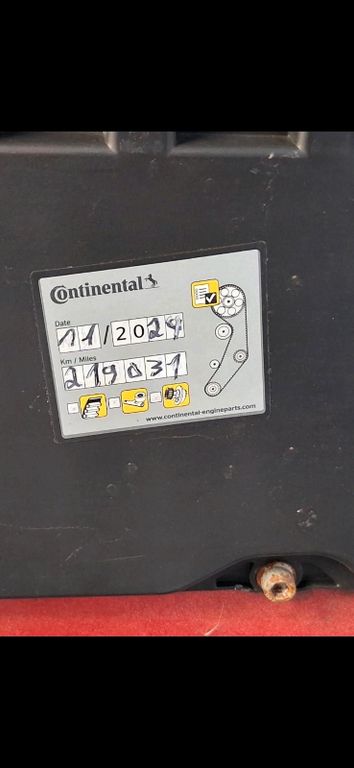 Continental
Date
11/2024
Km / Miles
219031
www.continental-engineparts.com